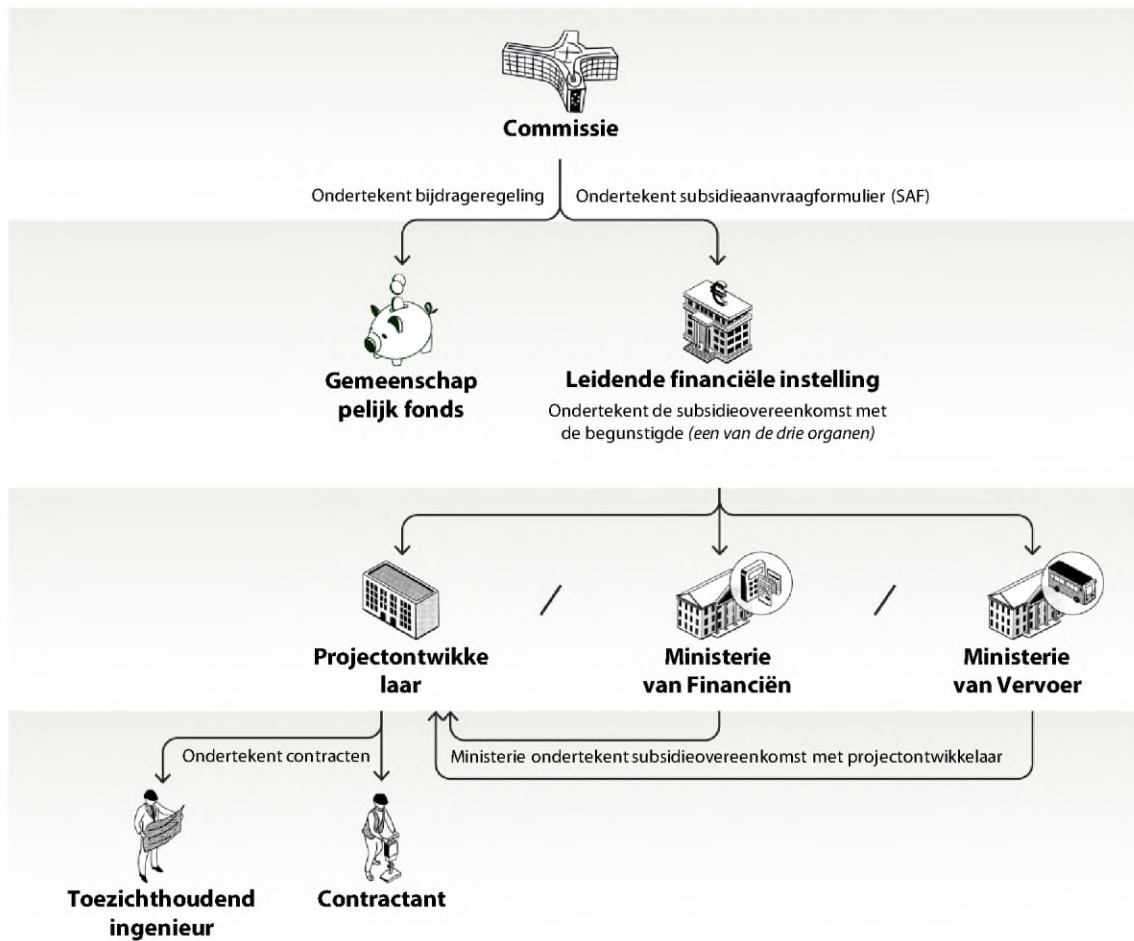 Commissie
Ondertekent bijdrageregeling
Ondertekent subsidieaanvraagformulier (SAF)
Gemeenschap
pelijk fonds
Leidende financiële instelling
Ondertekent de subsidieovereenkomst met
de begunstigde (een van de drie organen)
Projectontwikke
laar
/
Ministerie
van Financiën
/
Ministerie
van Vervoer
Ondertekent contracten
Ministerie ondertekent subsidieovereenkomst met projectontwikkelaar
Toezichthoudend
ingenieur
Contractant